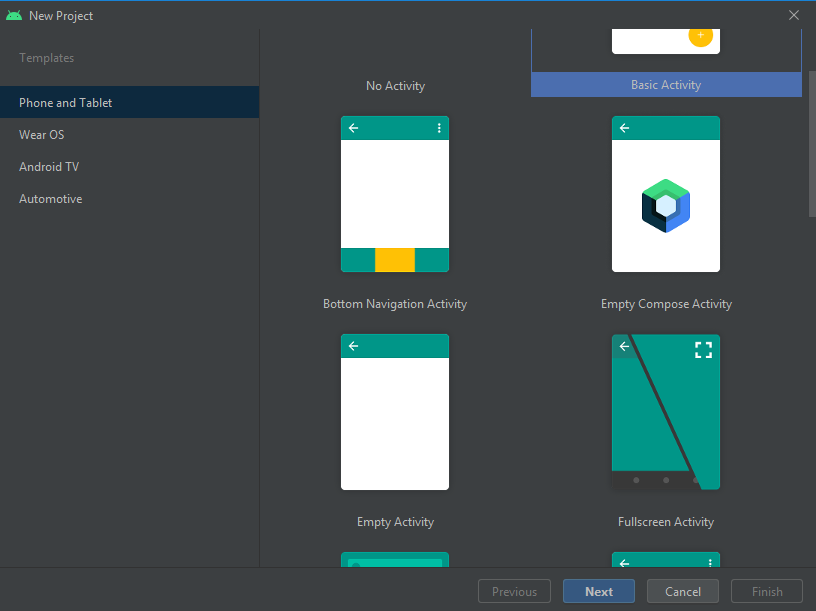 New Project
Templates
Phone and Tablet
Wear OS
Android TV
Automotive
No Activity
Basic Activity
Bottom Navigation Activity
Empty Compose Activity
Empty Activity
Fullscreen Activity
Previous
Next
Cancel
Finish